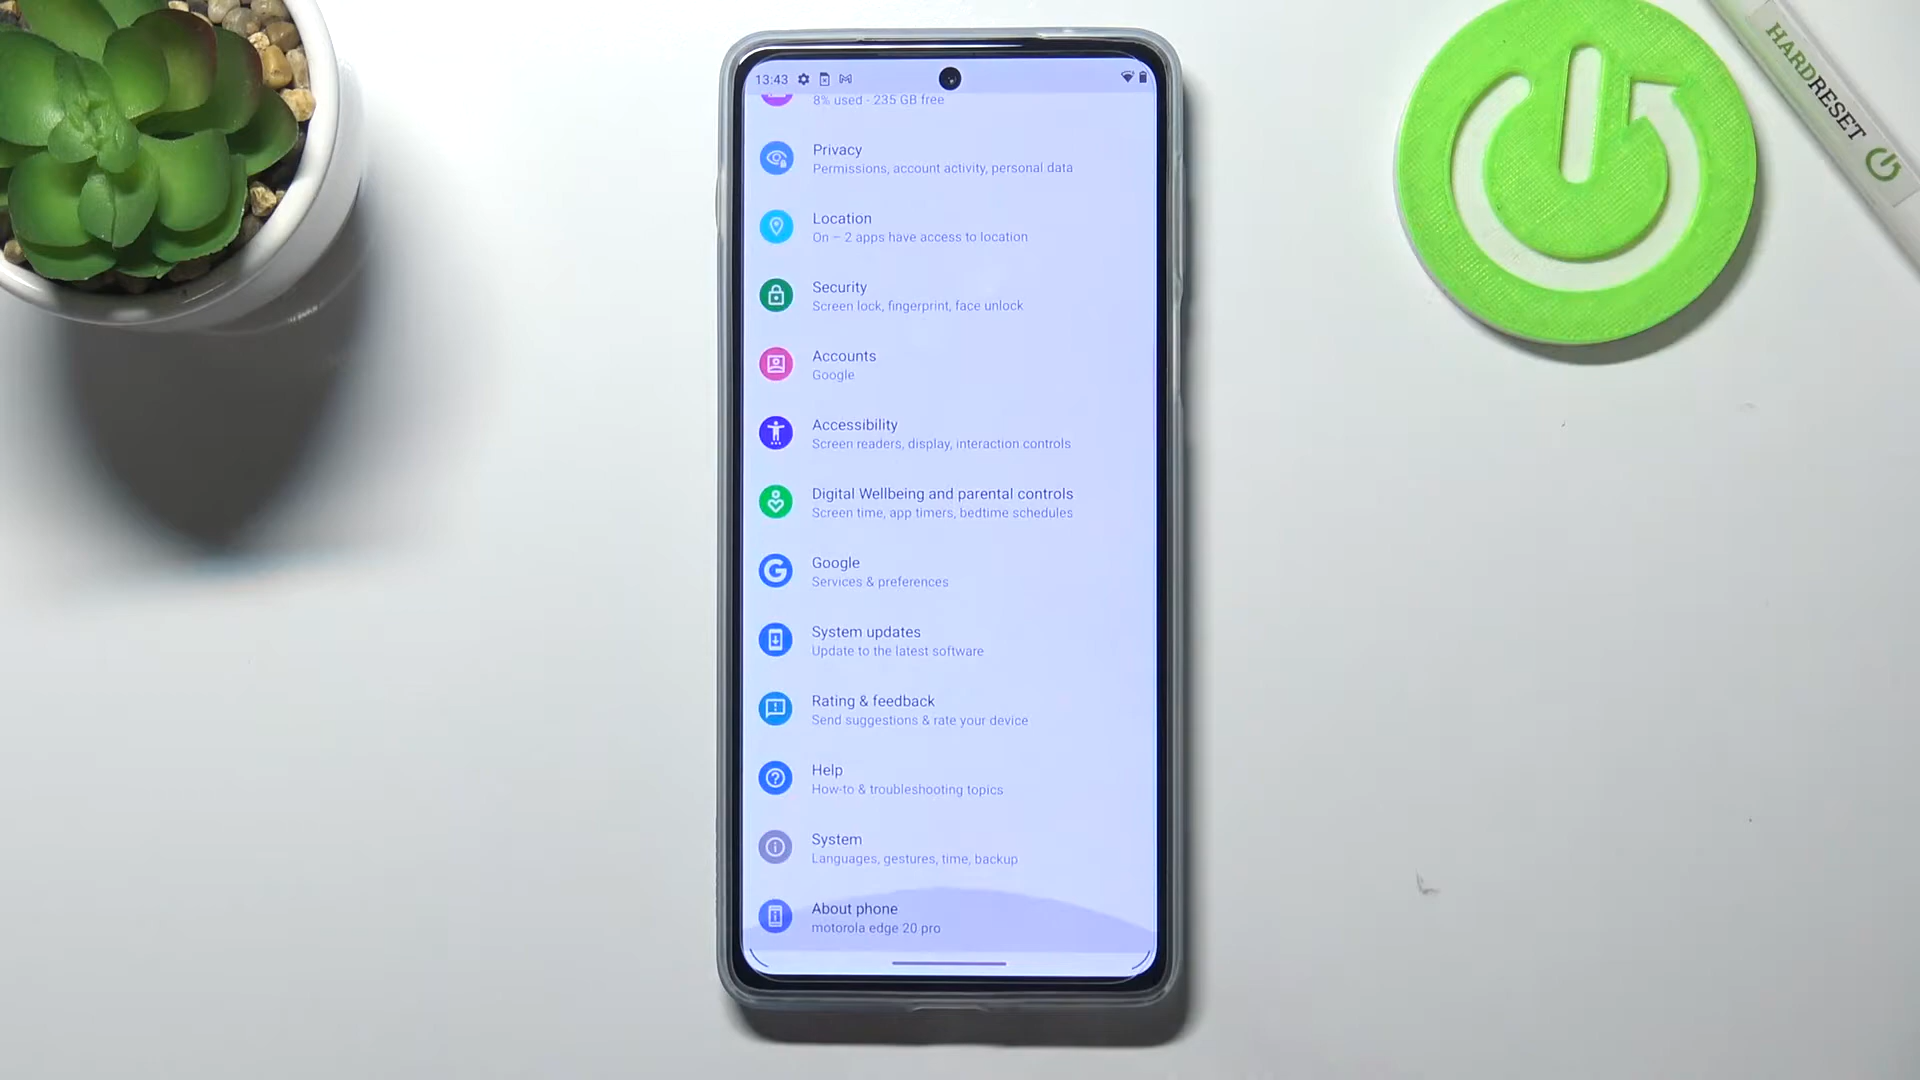 13:43
8% used - 235 GB free
Privacy
Permissions, account activity, personal data
Location
On – 2 apps have access to location
Security
Screen lock, fingerprint, face unlock
Accounts
Google
Accessibility
Screen readers, display, interaction controls
Digital Wellbeing and parental controls
Screen time, app timers, bedtime schedules
Google
Services & preferences
System updates
Update to the latest software
Rating & feedback
Send suggestions & rate your device
Help
How-to & troubleshooting topics
System
Languages, gestures, time, backup
About phone
motorola edge 20 pro
HARDRESET